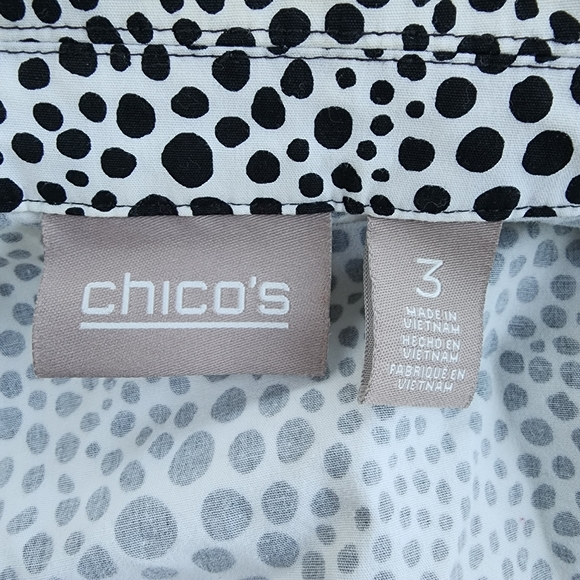 chico's
3
MADE IN
VIETNAM
HECHO EN
VIETNAM
FABRIQUÉ EN
VIETNAM